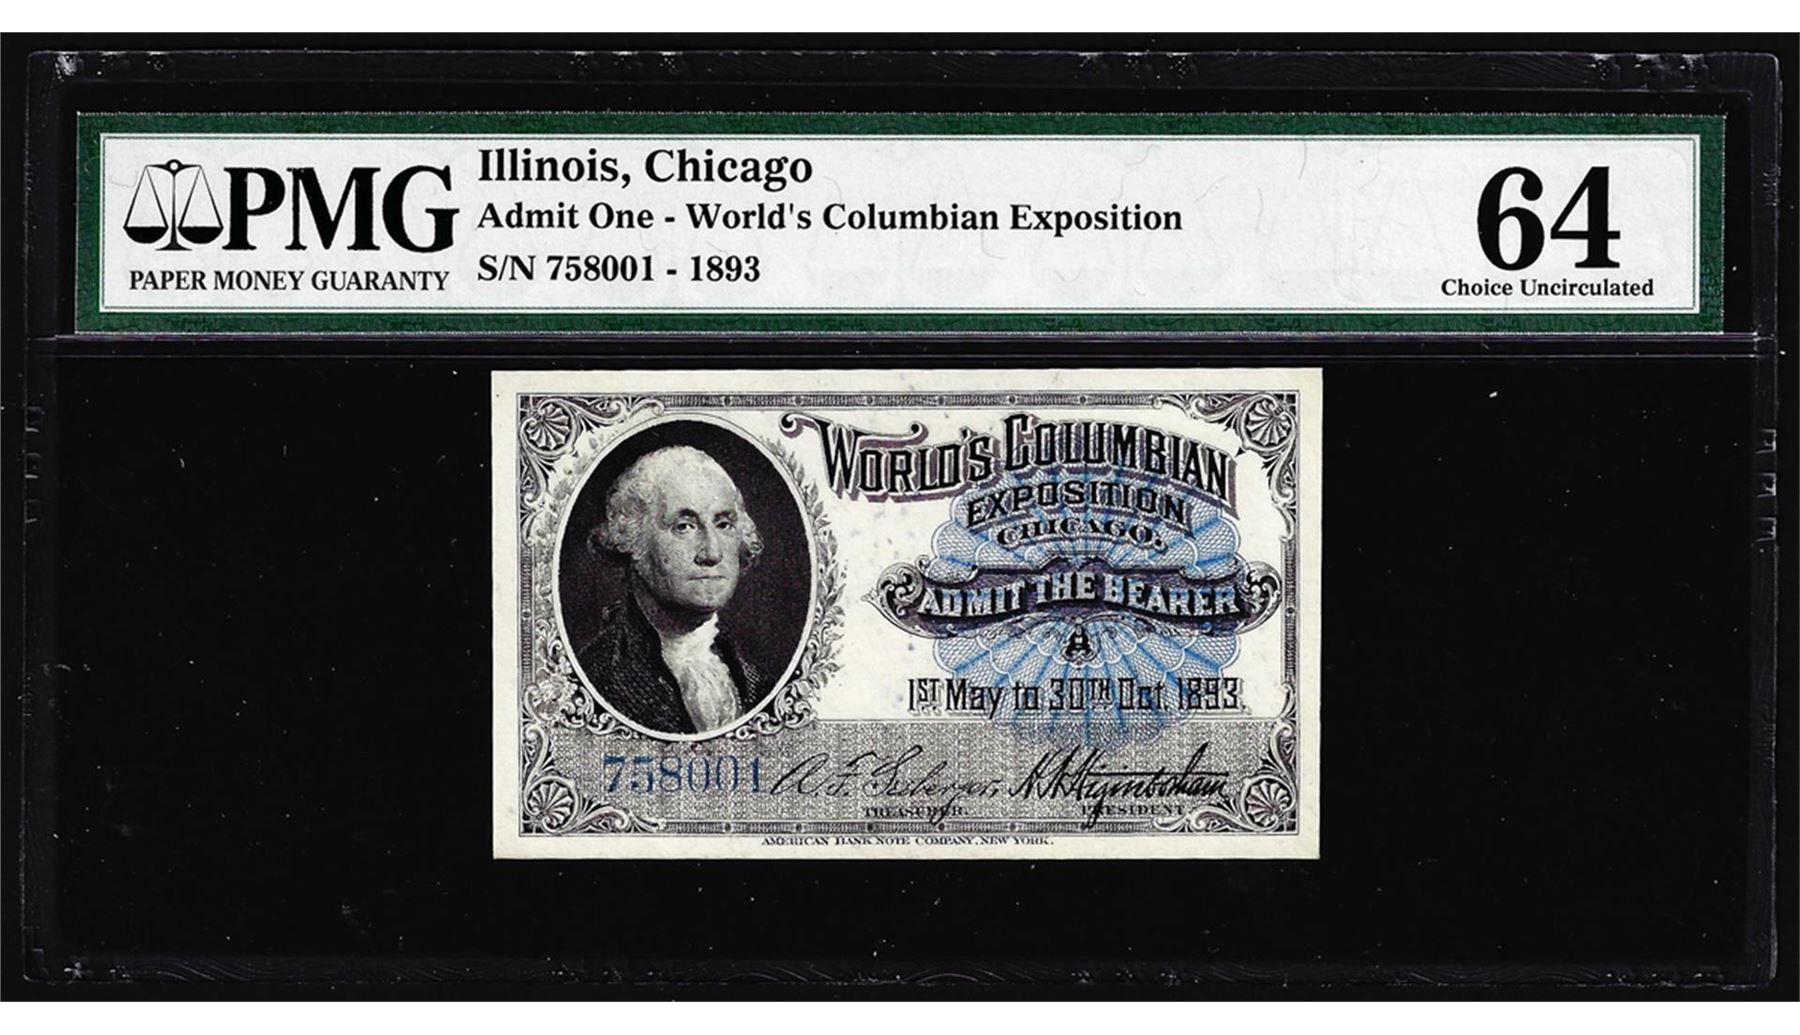 PMG
PAPER MONEY GUARANTY
Illinois, Chicago
Admit One - World's Columbian Exposition
S/N 758001 - 1893
64
Choice Uncirculated
WORLD'S COLUMBIAN
EXPOSITION
CHICAGO.
ADMIT THE BEARER
A
1ST May to 30TH Oct. 1893.
758001 A. F. Seeberger, H. N. Higinbotham
TREASURER. PRESIDENT
AMERICAN BANK NOTE COMPANY, NEW YORK.